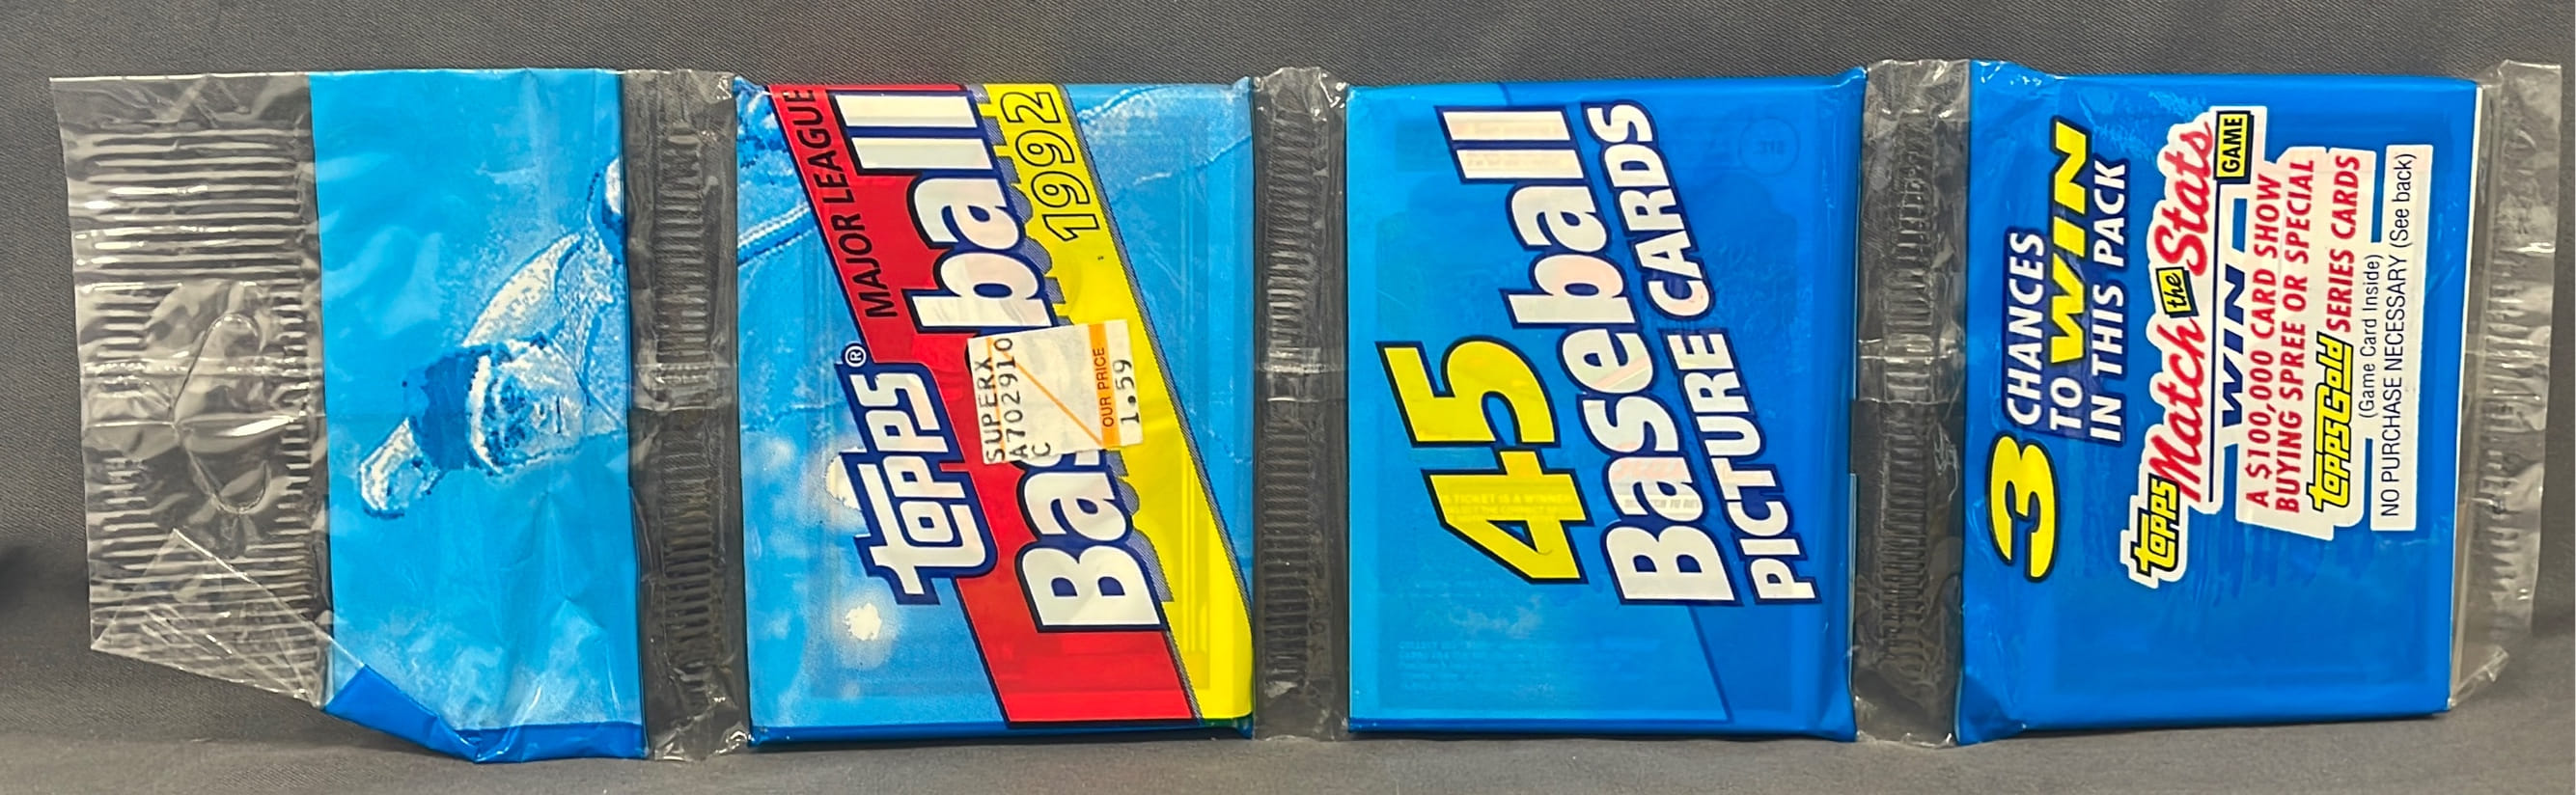 MAJOR LEAGUE
TOPPS®
Baseball
1992
SUPERX
A702910
C
OUR PRICE
1.59
45
Baseball
PICTURE CARDS
3 CHANCES
TO WIN
IN THIS PACK
TOPPS Match the Stats GAME
WIN
A $100,000 CARD SHOW
BUYING SPREE OR SPECIAL
ToppsGold SERIES CARDS
(Game Card Inside)
NO PURCHASE NECESSARY (See back)